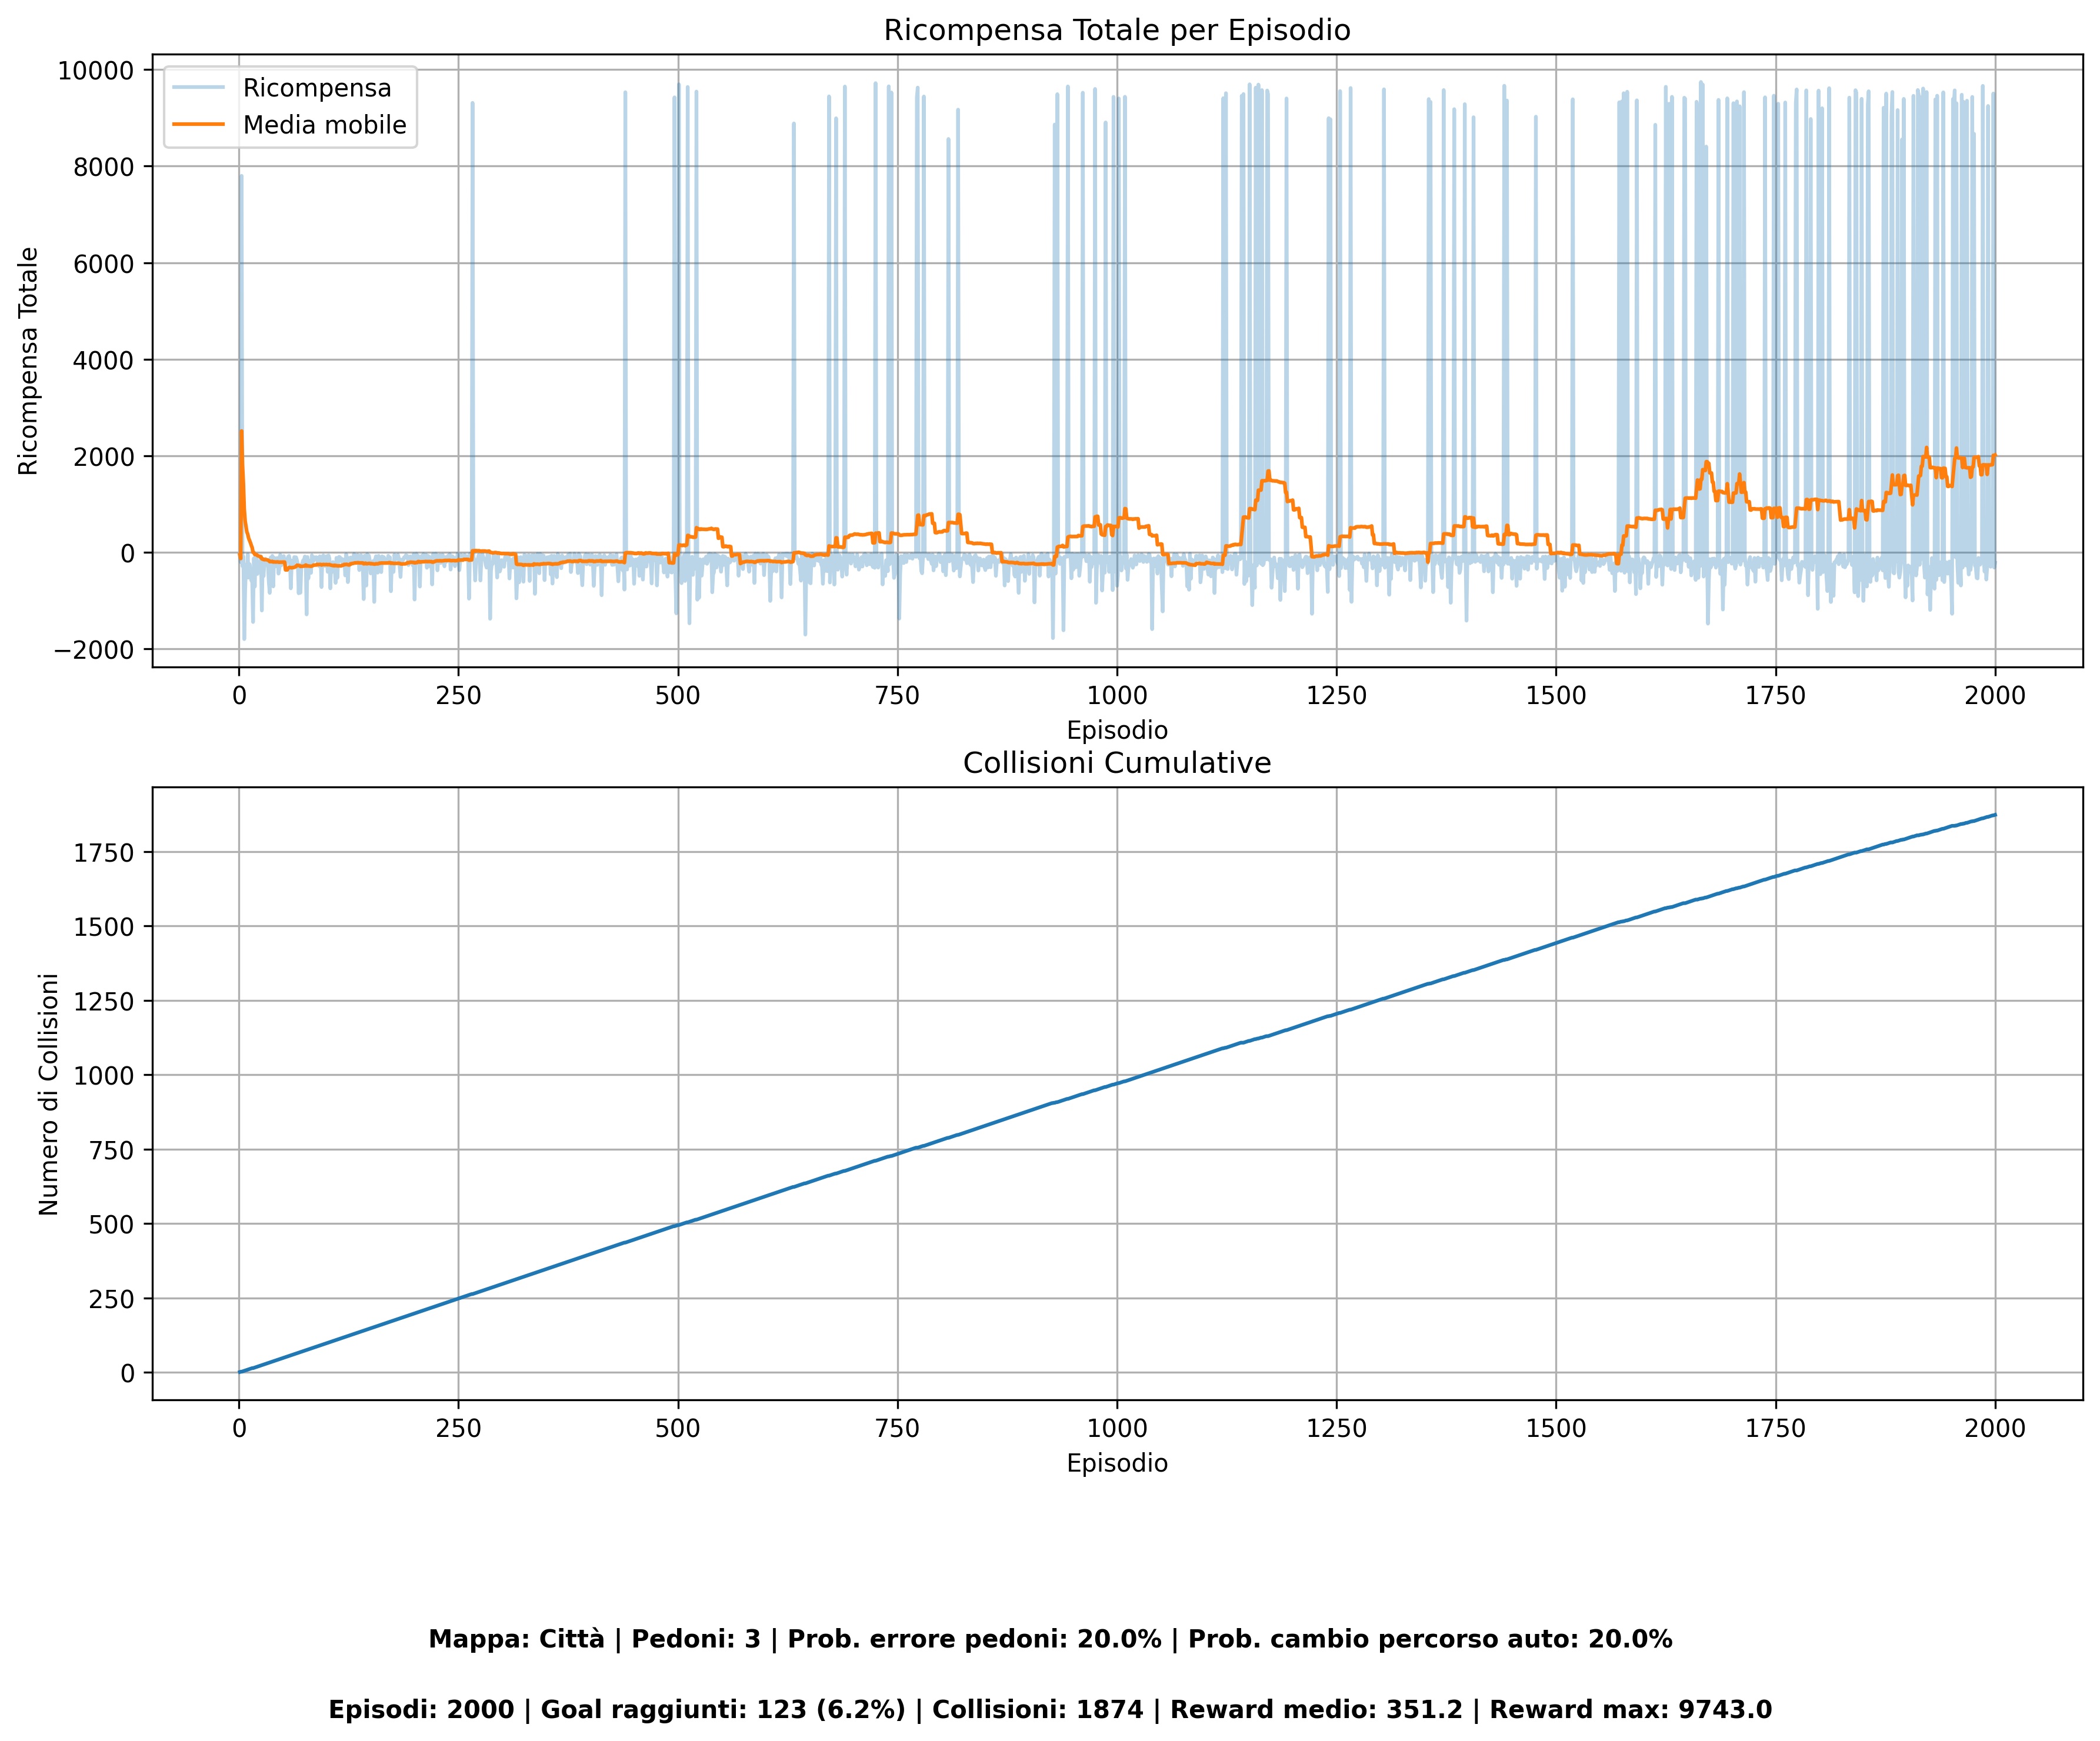 Ricompensa Totale per Episodio
10000
8000
6000
4000
2000
0
−2000
Ricompensa Totale
Ricompensa
Media mobile
0 250 500 750 1000 1250 1500 1750 2000
Episodio
Collisioni Cumulative
1750
1500
1250
1000
750
500
250
0
Numero di Collisioni
0 250 500 750 1000 1250 1500 1750 2000
Episodio
Mappa: Città | Pedoni: 3 | Prob. errore pedoni: 20.0% | Prob. cambio percorso auto: 20.0%
Episodi: 2000 | Goal raggiunti: 123 (6.2%) | Collisioni: 1874 | Reward medio: 351.2 | Reward max: 9743.0